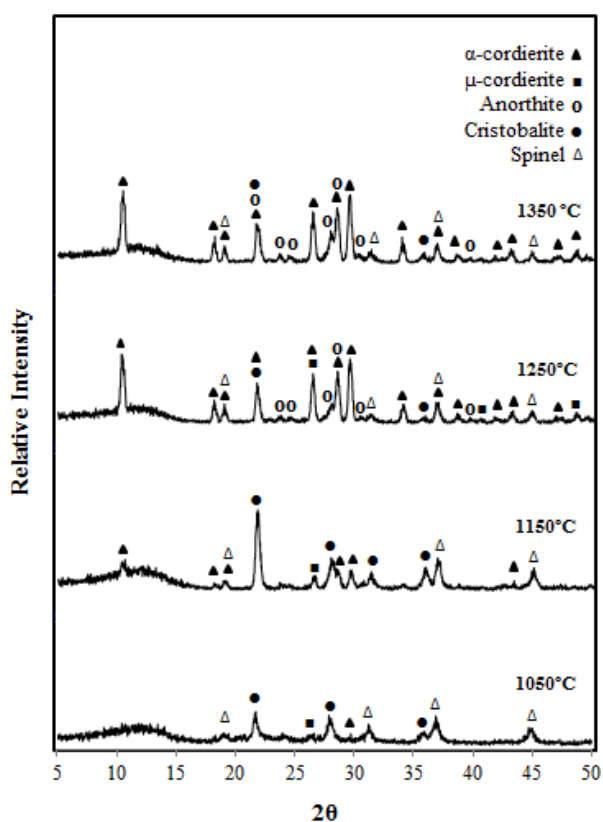 α-cordierite ▲
μ-cordierite ■
Anorthite o
Cristobalite ●
Spinel Δ
1350 °C
1250°C
1150°C
1050°C
Relative Intensity
5 10 15 20 25 30 35 40 45 50
2θ